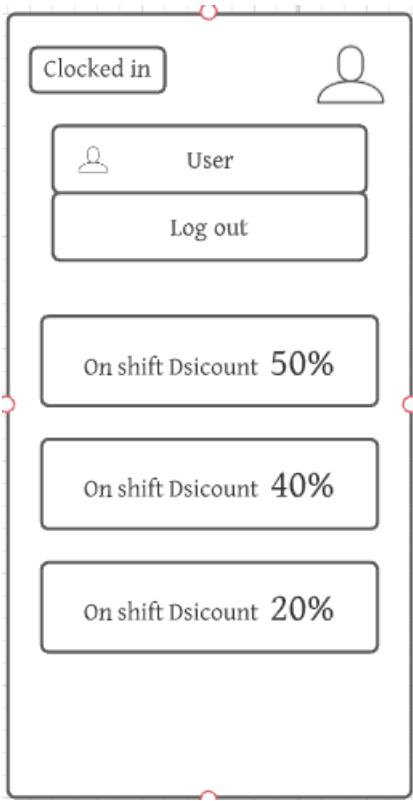 Clocked in
User
Log out
On shift Dsicount 50%
On shift Dsicount 40%
On shift Dsicount 20%